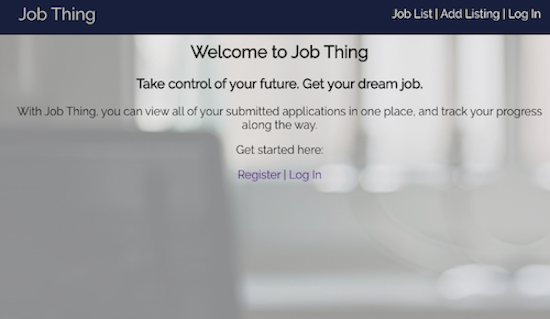 Job Thing
Job List | Add Listing | Log In
Welcome to Job Thing
Take control of your future. Get your dream job.
With Job Thing, you can view all of your submitted applications in one place, and track your progress
along the way.
Get started here:
Register | Log In